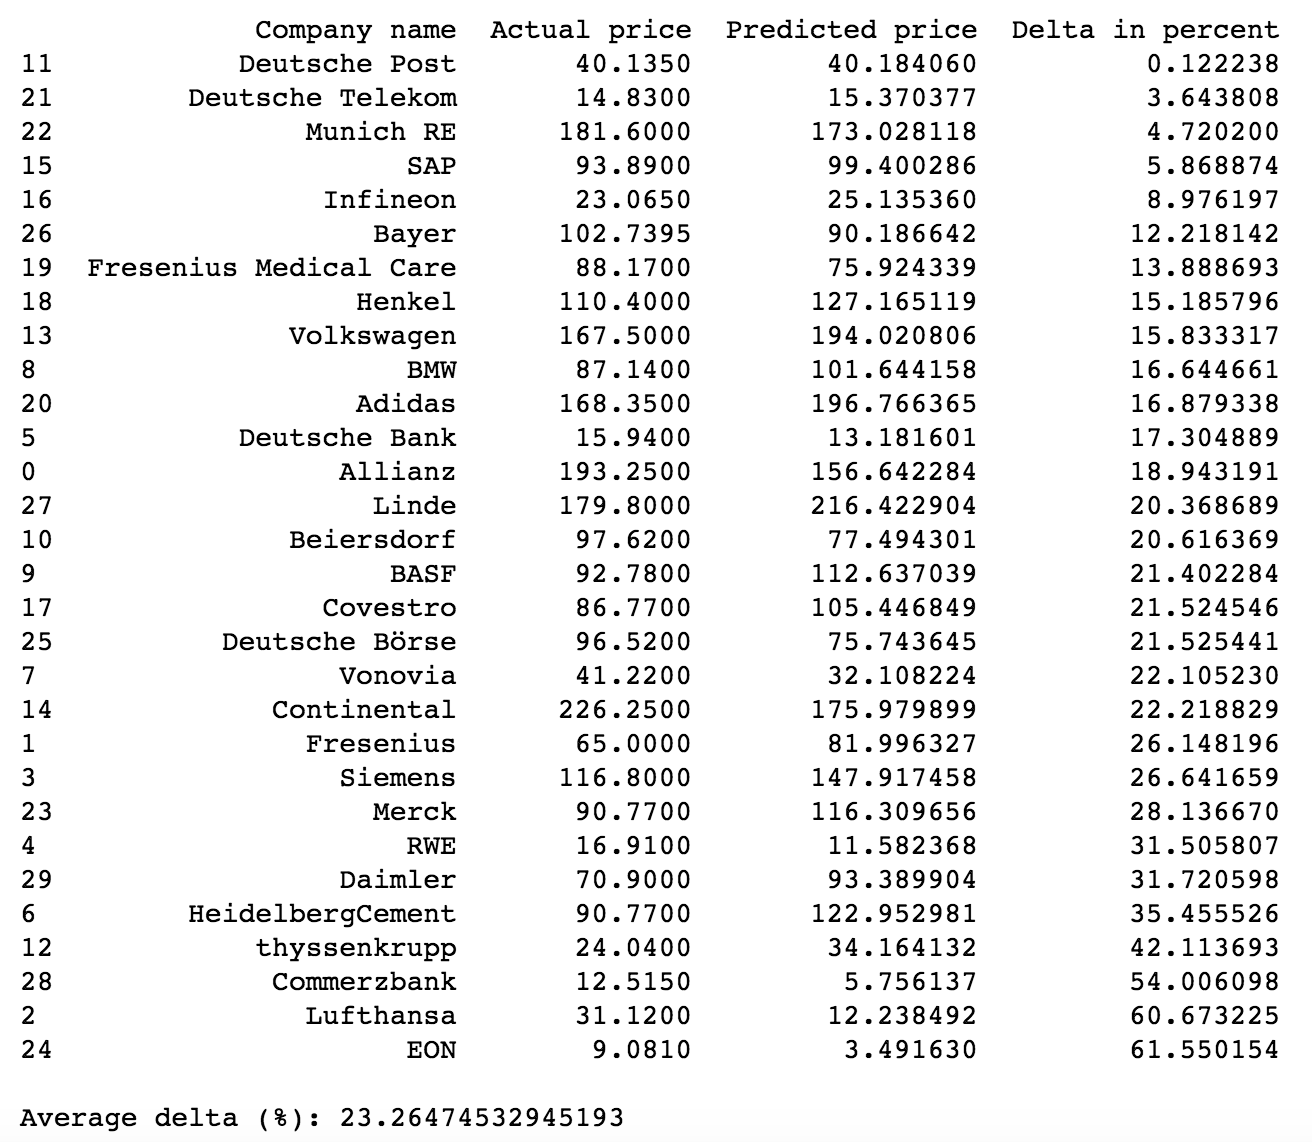 Company name Actual price Predicted price Delta in percent
11 Deutsche Post 40.1350 40.184060 0.122238
21 Deutsche Telekom 14.8300 15.370377 3.643808
22 Munich RE 181.6000 173.028118 4.720200
15 SAP 93.8900 99.400286 5.868874
16 Infineon 23.0650 25.135360 8.976197
26 Bayer 102.7395 90.186642 12.218142
19 Fresenius Medical Care 88.1700 75.924339 13.888693
18 Henkel 110.4000 127.165119 15.185796
13 Volkswagen 167.5000 194.020806 15.833317
8 BMW 87.1400 101.644158 16.644661
20 Adidas 168.3500 196.766365 16.879338
5 Deutsche Bank 15.9400 13.181601 17.304889
0 Allianz 193.2500 156.642284 18.943191
27 Linde 179.8000 216.422904 20.368689
10 Beiersdorf 97.6200 77.494301 20.616369
9 BASF 92.7800 112.637039 21.402284
17 Covestro 86.7700 105.446849 21.524546
25 Deutsche Börse 96.5200 75.743645 21.525441
7 Vonovia 41.2200 32.108224 22.105230
14 Continental 226.2500 175.979899 22.218829
1 Fresenius 65.0000 81.996327 26.148196
3 Siemens 116.8000 147.917458 26.641659
23 Merck 90.7700 116.309656 28.136670
4 RWE 16.9100 11.582368 31.505807
29 Daimler 70.9000 93.389904 31.720598
6 HeidelbergCement 90.7700 122.952981 35.455526
12 thyssenkrupp 24.0400 34.164132 42.113693
28 Commerzbank 12.5150 5.756137 54.006098
2 Lufthansa 31.1200 12.238492 60.673225
24 EON 9.0810 3.491630 61.550154
Average delta (%): 23.26474532945193